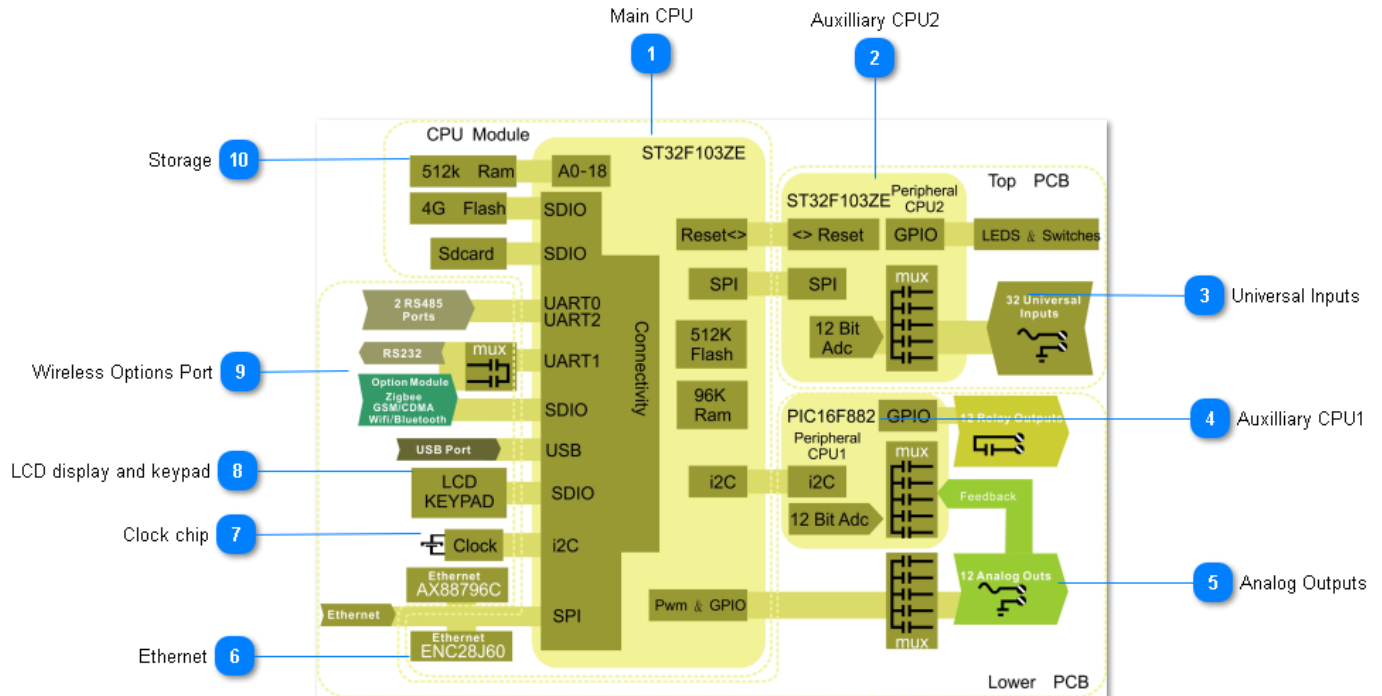 Main CPU
Auxilliary CPU2
1
2
CPU Module
ST32F103ZE
Storage
10
512k Ram
A0-18
4G Flash
SDIO
Sdcard
SDIO
ST32F103ZE
Peripheral
CPU2
Top PCB
Reset<>
<> Reset
GPIO
LEDS & Switches
SPI
SPI
mux
2 RS485
Ports
UART0
UART2
32 Universal
Inputs
3
Universal Inputs
12 Bit
Adc
512K
Flash
Connectivity
Wireless Options Port
9
RS232
mux
UART1
Option Module
Zigbee
GSM/CDMA
Wifi/Bluetooth
SDIO
96K
Ram
PIC16F882
GPIO
12 Relay Outputs
4
Auxilliary CPU1
Peripheral
CPU1
mux
USB Port
USB
LCD display and keypad
8
LCD
KEYPAD
SDIO
i2C
i2C
Feedback
12 Bit Adc
Clock chip
7
Clock
i2C
Ethernet
AX88796C
12 Analog Outs
5
Analog Outputs
Pwm & GPIO
Ethernet
SPI
mux
Ethernet
6
Ethernet
ENC28J60
Lower PCB